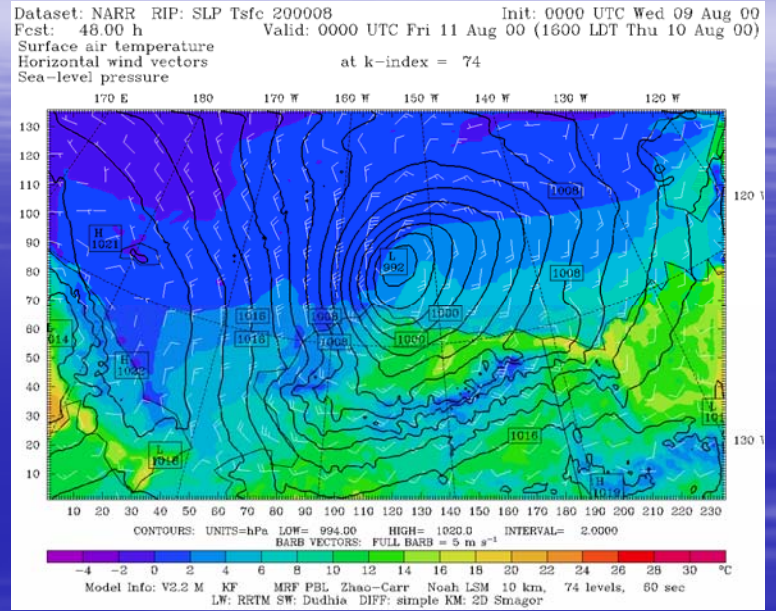 Dataset: NARR RIP: SLP Tsfc 200008 Init: 0000 UTC Wed 09 Aug 00
Fcst: 48.00 h Valid: 0000 UTC Fri 11 Aug 00 (1600 LDT Thu 10 Aug 00)
Surface air temperature
Horizontal wind vectors at k-index = 74
Sea-level pressure
170 E 180 170 W 160 W 150 W 140 W 130 W 120 W
130
120
110
1008
120
100
H
1021
90
L
992
80
1008
70
1016 1008 1000
60
L
014
1016 1008 1000
50
H
1022
40
30
L
101
20
1016
130 W
L
1018
10
H
1019
10 20 30 40 50 60 70 80 90 100 110 120 130 140 150 160 170 180 190 200 210 220 230
CONTOURS: UNITS=hPa LOW= 994.00 HIGH= 1020.0 INTERVAL= 2.0000
BARB VECTORS: FULL BARB = 5 m s⁻¹
-4 -2 0 2 4 6 8 10 12 14 16 18 20 22 24 26 28 30 °C
Model Info: V2.2 M KF MRF PBL Zhao-Carr Noah LSM 10 km, 74 levels, 60 sec
LW: RRTM SW: Dudhia DIFF: simple KM: 2D Smagor